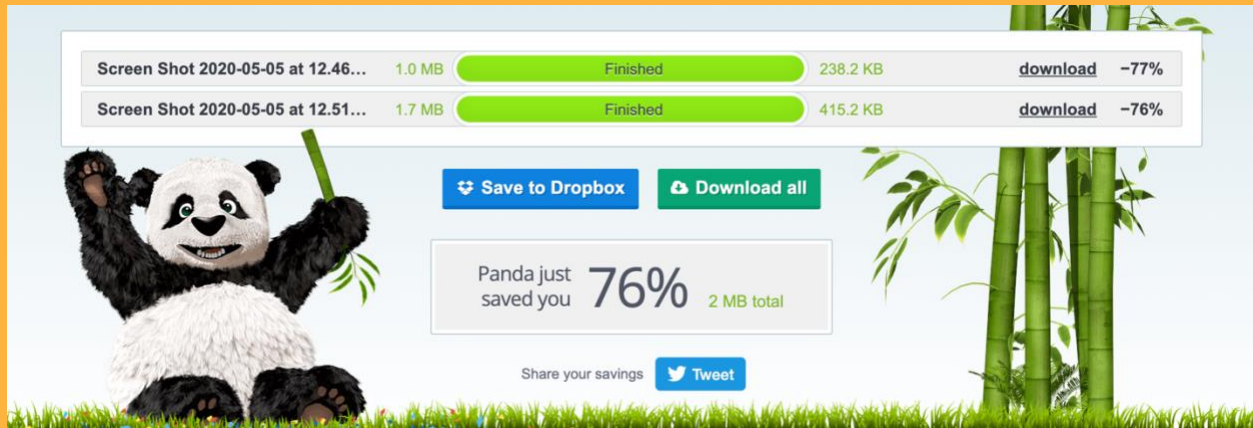 Screen Shot 2020-05-05 at 12.46... 1.0 MB Finished 238.2 KB download −77%
Screen Shot 2020-05-05 at 12.51... 1.7 MB Finished 415.2 KB download −76%
Save to Dropbox Download all
Panda just
saved you 76% 2 MB total
Share your savings Tweet